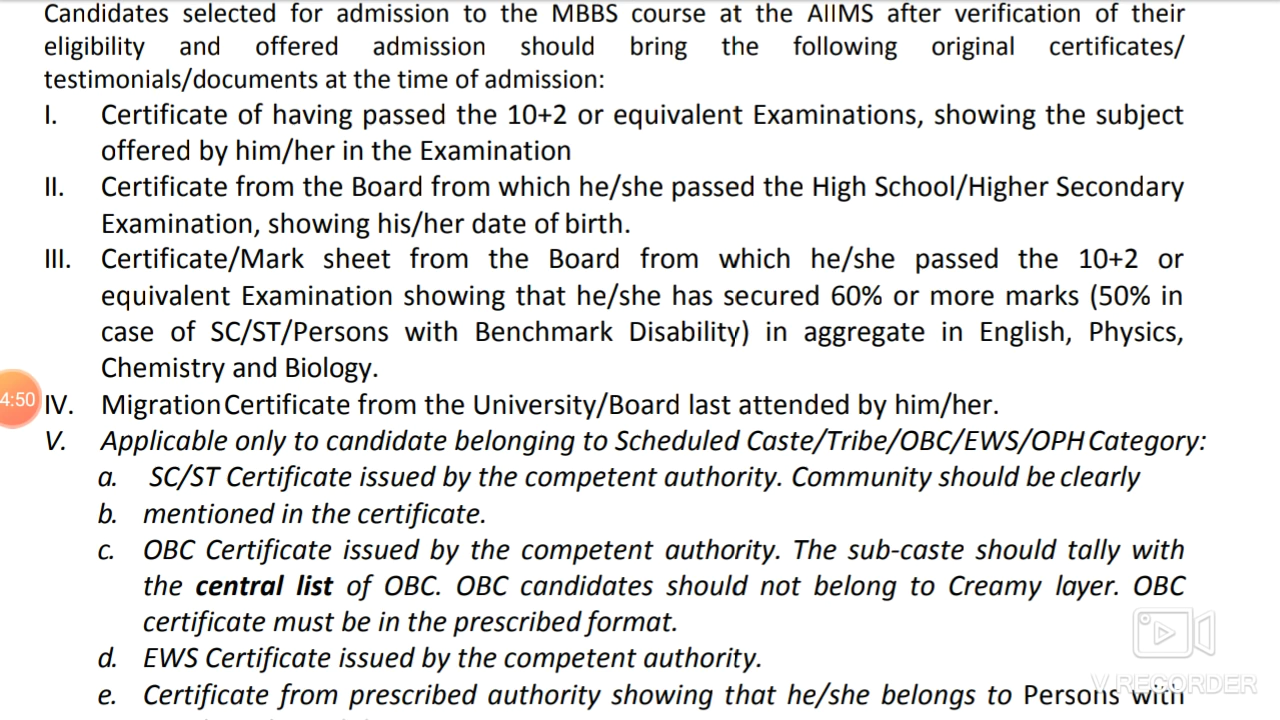 Candidates selected for admission to the MBBS course at the AIIMS after verification of their
eligibility and offered admission should bring the following original certificates/
testimonials/documents at the time of admission:
I. Certificate of having passed the 10+2 or equivalent Examinations, showing the subject
offered by him/her in the Examination
II. Certificate from the Board from which he/she passed the High School/Higher Secondary
Examination, showing his/her date of birth.
III. Certificate/Mark sheet from the Board from which he/she passed the 10+2 or
equivalent Examination showing that he/she has secured 60% or more marks (50% in
case of SC/ST/Persons with Benchmark Disability) in aggregate in English, Physics,
Chemistry and Biology.
4:50
IV. Migration Certificate from the University/Board last attended by him/her.
V. Applicable only to candidate belonging to Scheduled Caste/Tribe/OBC/EWS/OPH Category:
a. SC/ST Certificate issued by the competent authority. Community should be clearly
b. mentioned in the certificate.
c. OBC Certificate issued by the competent authority. The sub-caste should tally with
the central list of OBC. OBC candidates should not belong to Creamy layer. OBC
certificate must be in the prescribed format.
d. EWS Certificate issued by the competent authority.
e. Certificate from prescribed authority showing that he/she belongs to Persons with
V RECORDER